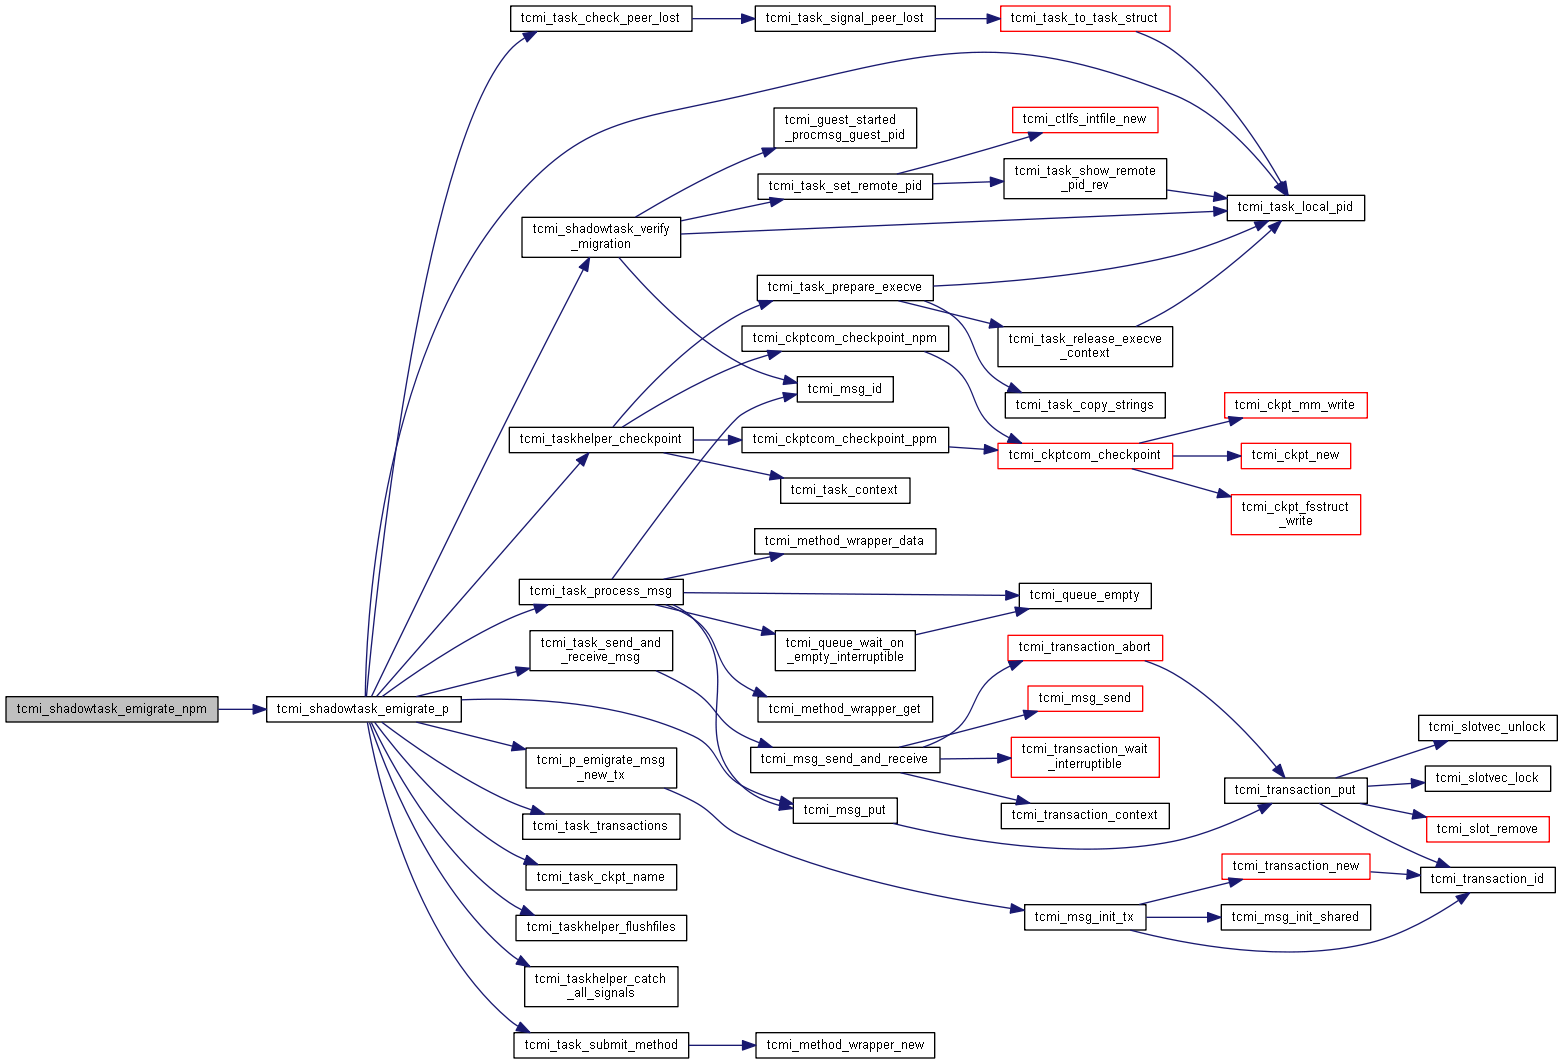 tcmi_shadowtask_emigrate_npm
tcmi_shadowtask_emigrate_p
tcmi_task_check_peer_lost
tcmi_task_signal_peer_lost
tcmi_task_to_task_struct
tcmi_guest_started
_procmsg_guest_pid
tcmi_ctlfs_intfile_new
tcmi_task_set_remote_pid
tcmi_task_show_remote
_pid_rev
tcmi_task_local_pid
tcmi_shadowtask_verify
_migration
tcmi_task_prepare_execve
tcmi_ckptcom_checkpoint_npm
tcmi_task_release_execve
_context
tcmi_msg_id
tcmi_task_copy_strings
tcmi_ckpt_mm_write
tcmi_taskhelper_checkpoint
tcmi_ckptcom_checkpoint_ppm
tcmi_ckptcom_checkpoint
tcmi_ckpt_new
tcmi_task_context
tcmi_ckpt_fsstruct
_write
tcmi_method_wrapper_data
tcmi_task_process_msg
tcmi_queue_empty
tcmi_task_send_and
_receive_msg
tcmi_queue_wait_on
_empty_interruptible
tcmi_transaction_abort
tcmi_method_wrapper_get
tcmi_msg_send
tcmi_slotvec_unlock
tcmi_p_emigrate_msg
_new_tx
tcmi_msg_send_and_receive
tcmi_transaction_wait
_interruptible
tcmi_slotvec_lock
tcmi_transaction_put
tcmi_msg_put
tcmi_transaction_context
tcmi_task_transactions
tcmi_slot_remove
tcmi_task_ckpt_name
tcmi_transaction_new
tcmi_transaction_id
tcmi_taskhelper_flushfiles
tcmi_msg_init_tx
tcmi_msg_init_shared
tcmi_taskhelper_catch
_all_signals
tcmi_task_submit_method
tcmi_method_wrapper_new